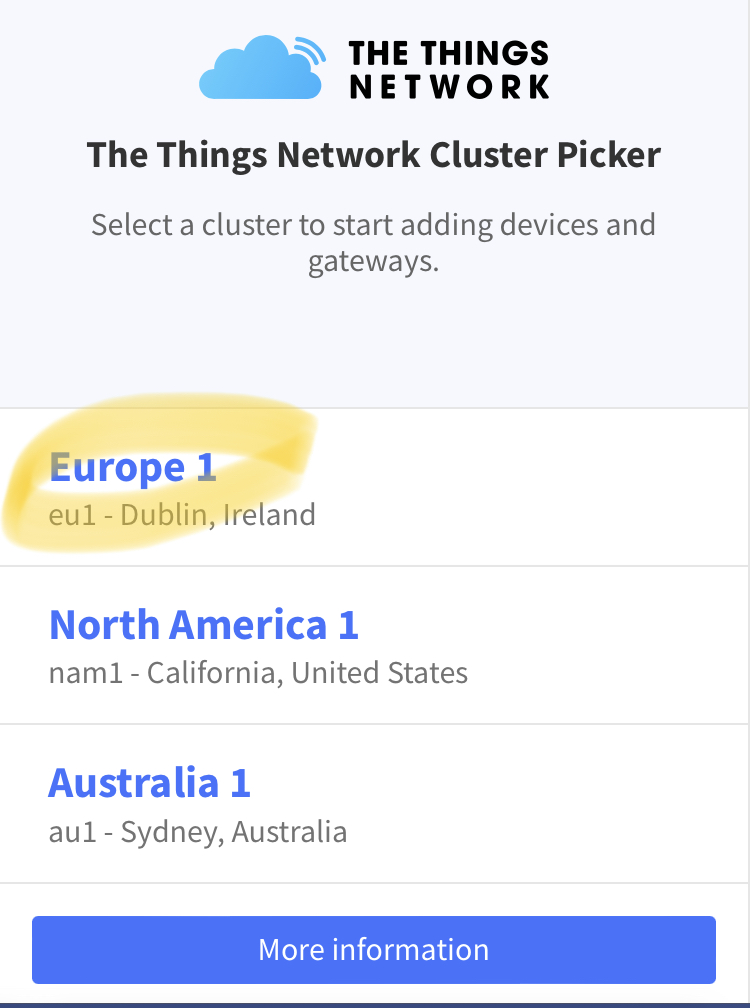 THE THINGS
NETWORK
The Things Network Cluster Picker
Select a cluster to start adding devices and
gateways.
Europe 1
eu1 - Dublin, Ireland
North America 1
nam1 - California, United States
Australia 1
au1 - Sydney, Australia
More information